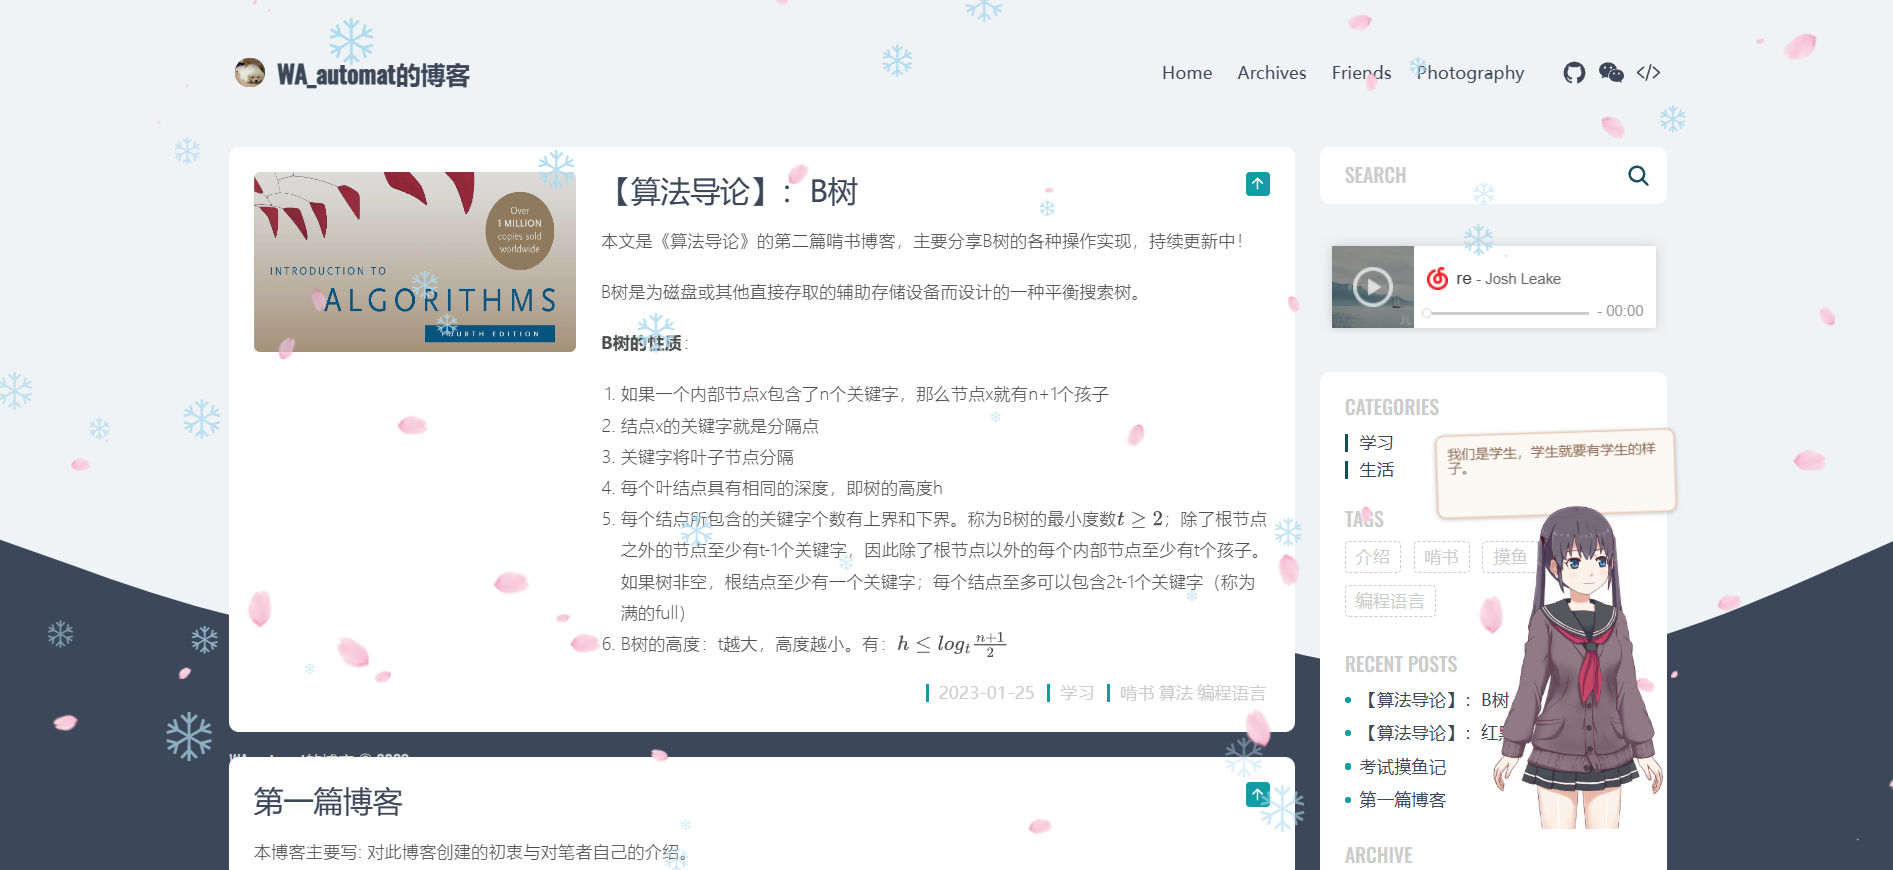 WA_automat的博客
Home Archives Friends Photography
【算法导论】：B树
本文是《算法导论》的第二篇啃书博客，主要分享B树的各种操作实现，持续更新中！
Over
1 MILLION
copies sold
worldwide
INTRODUCTION TO
ALGORITHMS
FOURTH EDITION
B树是为磁盘或其他直接存取的辅助存储设备而设计的一种平衡搜索树。
B树的性质：
1. 如果一个内部节点x包含了n个关键字，那么节点x就有n+1个孩子
2. 结点x的关键字就是分隔点
3. 关键字将叶子节点分隔
4. 每个叶结点具有相同的深度，即树的高度h
5. 每个结点所包含的关键字个数有上界和下界。称为B树的最小度数t ≥ 2；除了根节点
之外的节点至少有t-1个关键字，因此除了根节点以外的每个内部节点至少有t个孩子。
如果树非空，根结点至少有一个关键字；每个结点至多可以包含2t-1个关键字（称为
满的full）
6. B树的高度：t越大，高度越小。有：h ≤ log_t (n+1)/2
2023-01-25 学习 啃书 算法 编程语言
第一篇博客
本博客主要写: 对此博客创建的初衷与对笔者自己的介绍。
SEARCH
re - Josh Leake
- 00:00
CATEGORIES
学习
生活
我们是学生，学生就要有学生的样
子。
TAGS
介绍 啃书 摸鱼
编程语言
RECENT POSTS
【算法导论】：B树
【算法导论】：红
考试摸鱼记
第一篇博客
ARCHIVE